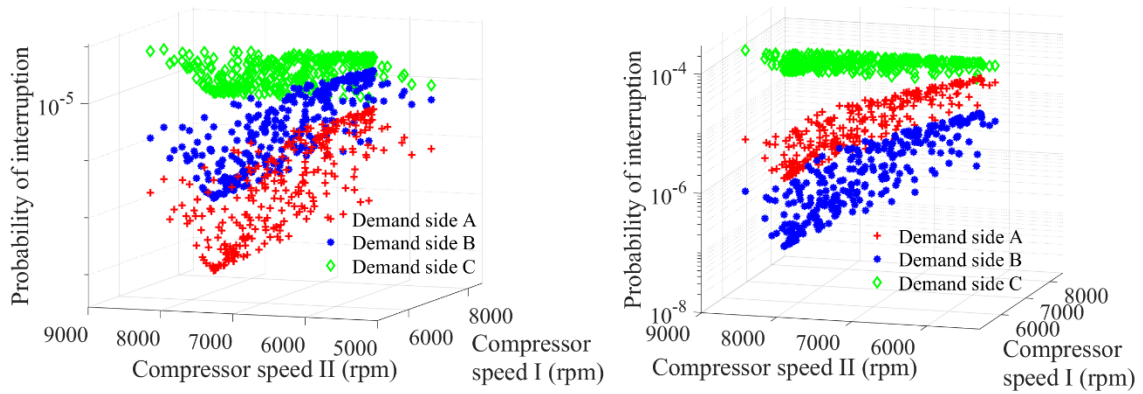 Probability of interruption
10^-5
Demand side A
Demand side B
Demand side C
9000
8000
7000
6000
5000
6000
8000
Compressor speed II (rpm)
Compressor
speed I (rpm)
Probability of interruption
10^-4
10^-6
10^-8
Demand side A
Demand side B
Demand side C
9000
8000
7000
6000
6000
7000
8000
Compressor speed II (rpm)
Compressor
speed I (rpm)